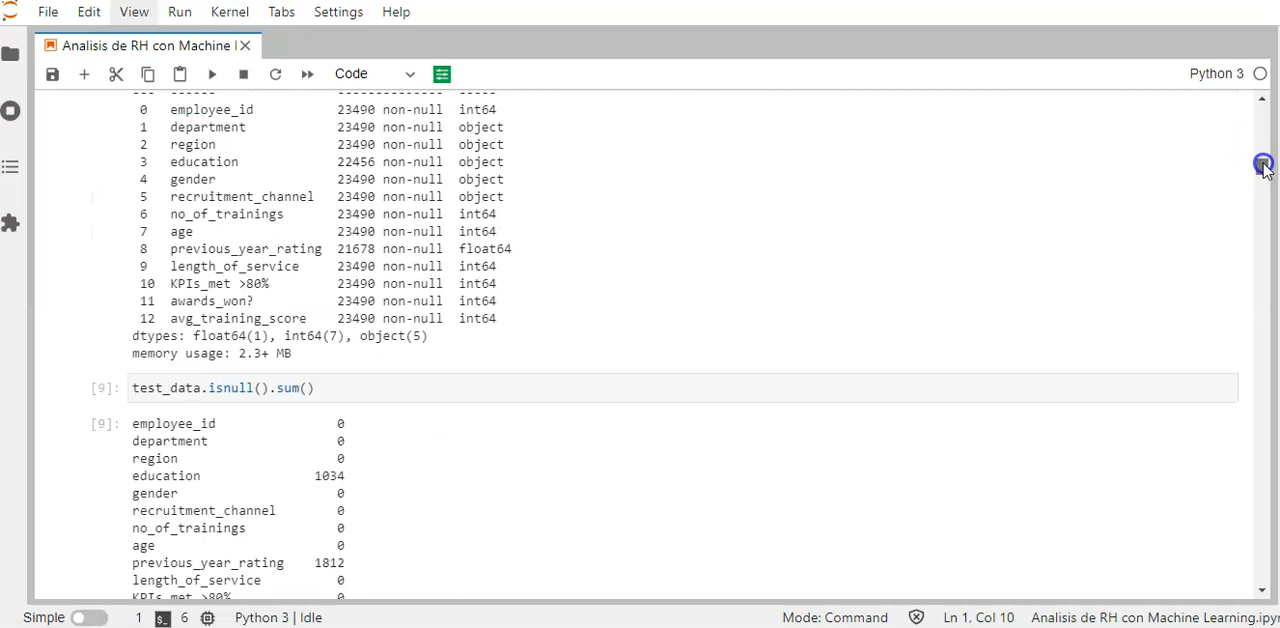 File Edit View Run Kernel Tabs Settings Help
Analisis de RH con Machine
Code
Python 3
0 employee_id 23490 non-null int64
1 department 23490 non-null object
2 region 23490 non-null object
3 education 22456 non-null object
4 gender 23490 non-null object
5 recruitment_channel 23490 non-null object
6 no_of_trainings 23490 non-null int64
7 age 23490 non-null int64
8 previous_year_rating 21678 non-null float64
9 length_of_service 23490 non-null int64
10 KPIs_met >80% 23490 non-null int64
11 awards_won? 23490 non-null int64
12 avg_training_score 23490 non-null int64
dtypes: float64(1), int64(7), object(5)
memory usage: 2.3+ MB
[9]: test_data.isnull().sum()
[9]: employee_id 0
department 0
region 0
education 1034
gender 0
recruitment_channel 0
no_of_trainings 0
age 0
previous_year_rating 1812
length_of_service 0
KPIs_met >80% 0
Simple 1 6 Python 3 | Idle Mode: Command Ln 1, Col 10 Analisis de RH con Machine Learning.ipyn